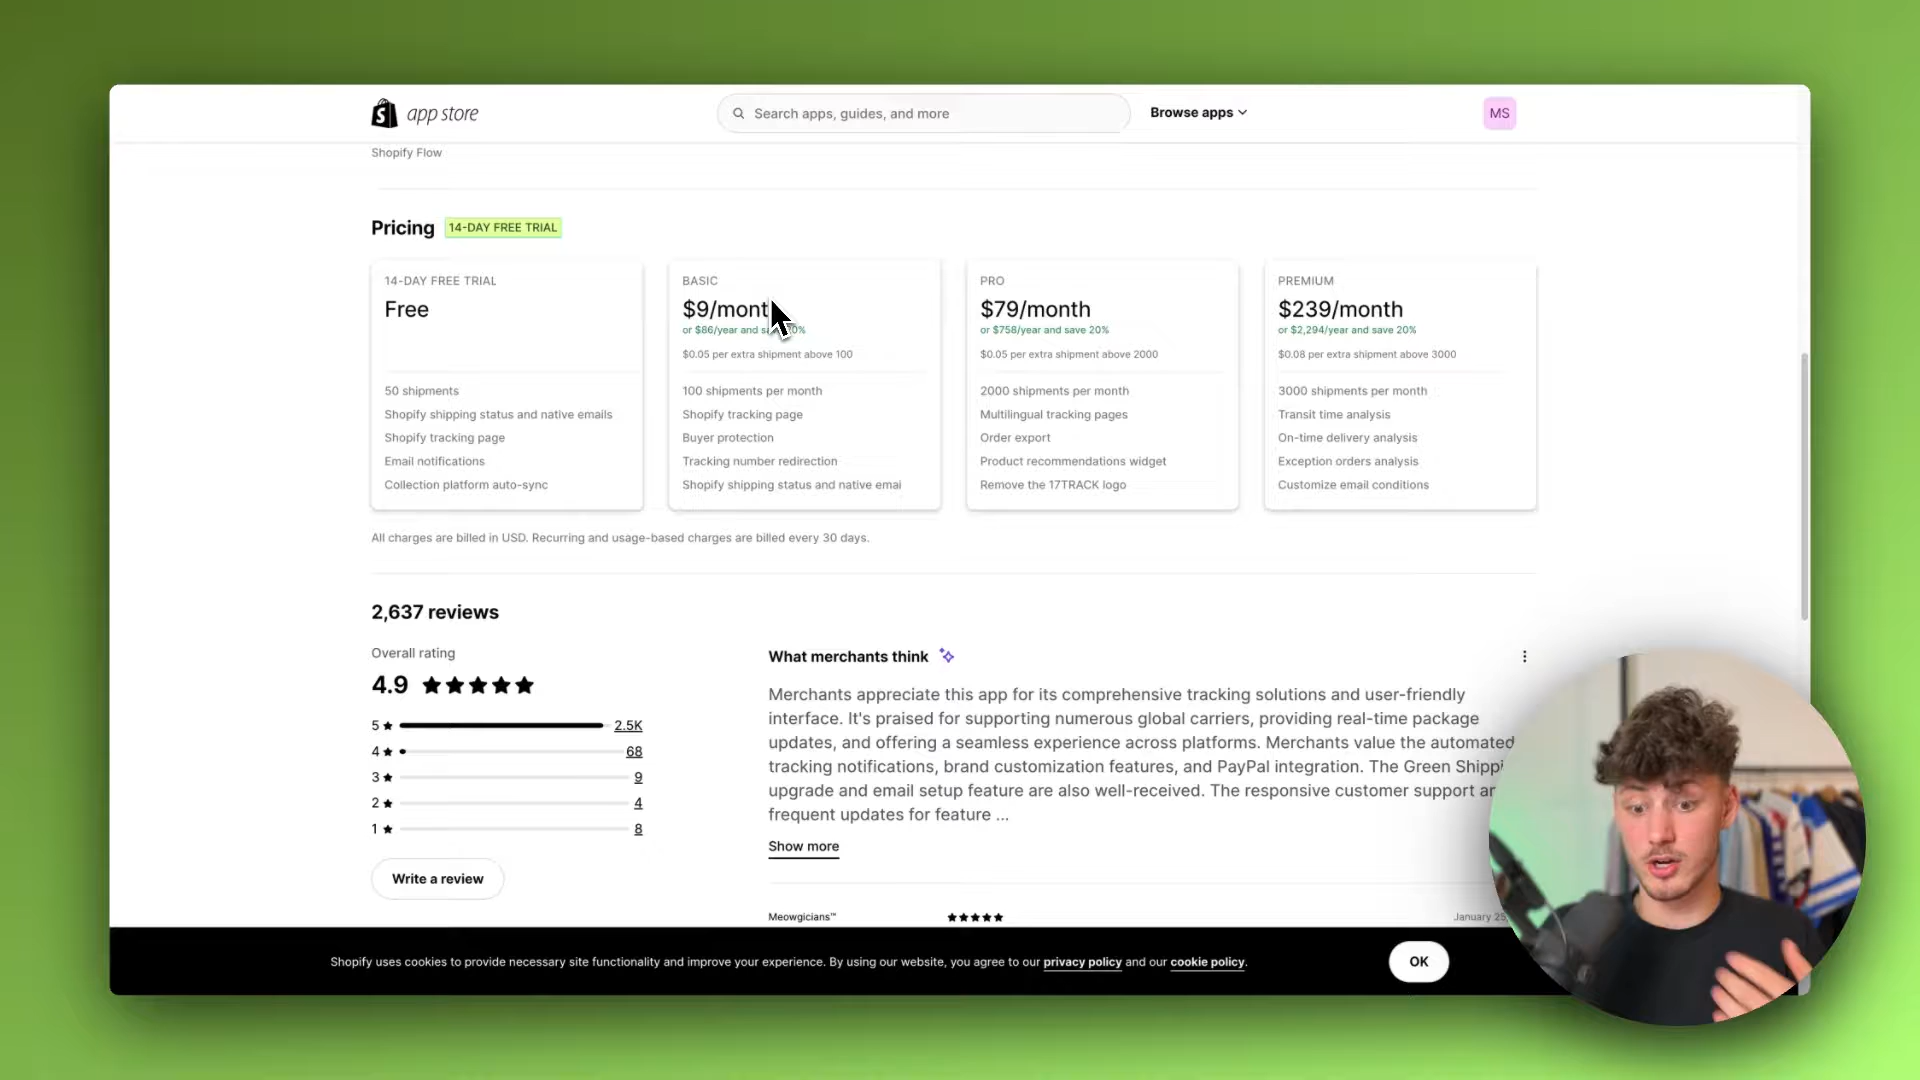 app store
Search apps, guides, and more
Browse apps
MS
Shopify Flow
Pricing
14-DAY FREE TRIAL
14-DAY FREE TRIAL
Free
50 shipments
Shopify shipping status and native emails
Shopify tracking page
Email notifications
Collection platform auto-sync
BASIC
$9/mont
or $86/year and sa 0%
$0.05 per extra shipment above 100
100 shipments per month
Shopify tracking page
Buyer protection
Tracking number redirection
Shopify shipping status and native emai
PRO
$79/month
or $758/year and save 20%
$0.05 per extra shipment above 2000
2000 shipments per month
Multilingual tracking pages
Order export
Product recommendations widget
Remove the 17TRACK logo
PREMIUM
$239/month
or $2,294/year and save 20%
$0.08 per extra shipment above 3000
3000 shipments per month
Transit time analysis
On-time delivery analysis
Exception orders analysis
Customize email conditions
All charges are billed in USD. Recurring and usage-based charges are billed every 30 days.
2,637 reviews
Overall rating
4.9
5 2.5K
4 68
3 9
2 4
1 8
Write a review
What merchants think
Merchants appreciate this app for its comprehensive tracking solutions and user-friendly
interface. It's praised for supporting numerous global carriers, providing real-time package
updates, and offering a seamless experience across platforms. Merchants value the automated
tracking notifications, brand customization features, and PayPal integration. The Green Shippi
upgrade and email setup feature are also well-received. The responsive customer support ar
frequent updates for feature ...
Show more
Meowgicians™
January 25,
Shopify uses cookies to provide necessary site functionality and improve your experience. By using our website, you agree to our privacy policy and our cookie policy.
OK